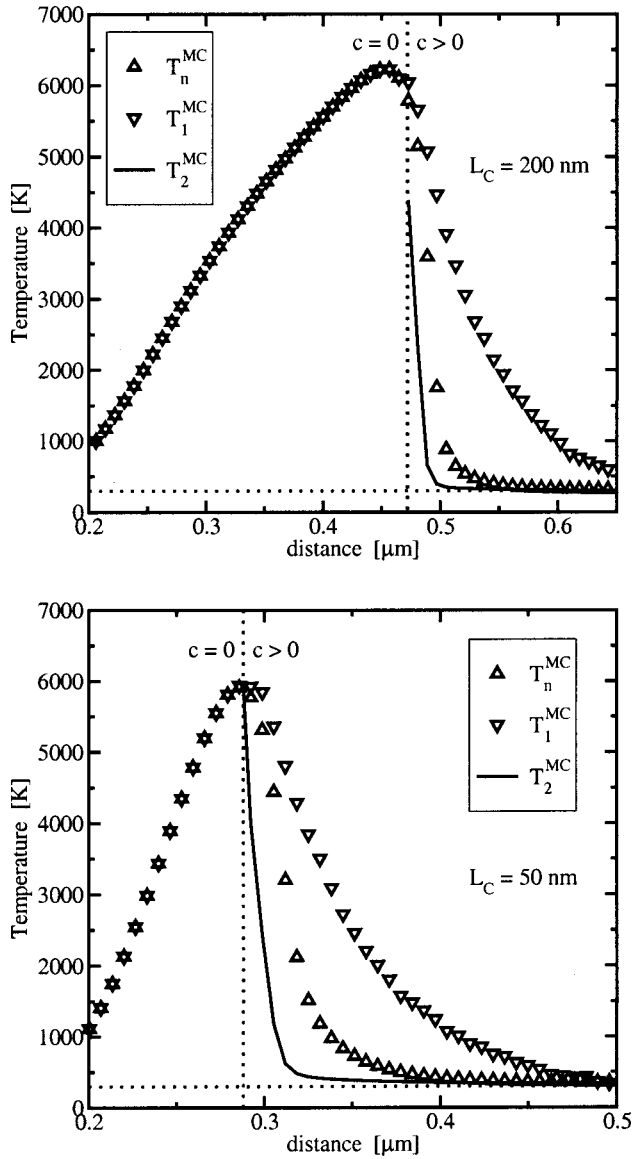 7000
6000
5000
4000
3000
2000
1000
0
Temperature [K]
T_n^MC
T_1^MC
T_2^MC
c = 0
c > 0
L_C = 200 nm
0.2
0.3
0.4
0.5
0.6
distance [μm]
7000
6000
5000
4000
3000
2000
1000
0
Temperature [K]
c = 0
c > 0
T_n^MC
T_1^MC
T_2^MC
L_C = 50 nm
0.2
0.3
0.4
0.5
distance [μm]